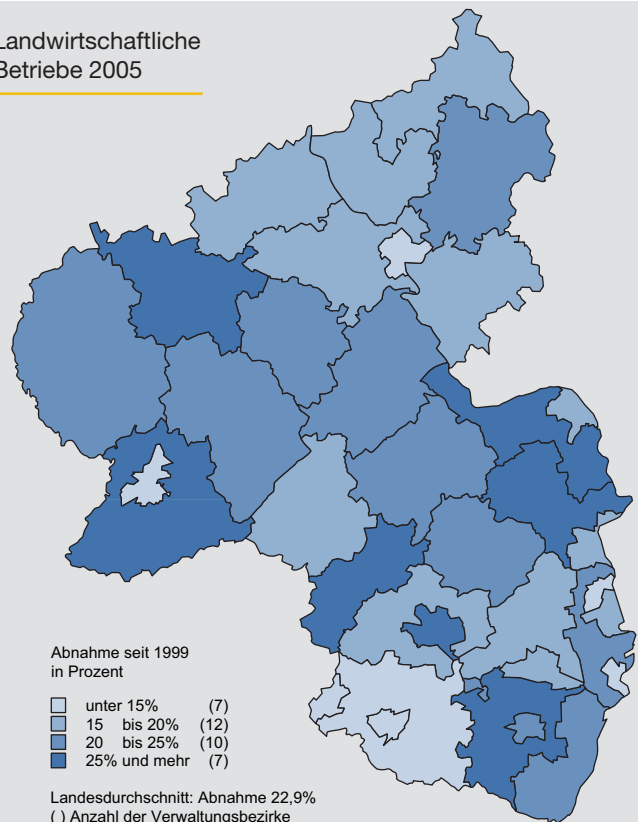 Landwirtschaftliche
Betriebe 2005
Abnahme seit 1999
in Prozent
unter 15% (7)
15 bis 20% (12)
20 bis 25% (10)
25% und mehr (7)
Landesdurchschnitt: Abnahme 22,9%
( ) Anzahl der Verwaltungsbezirke